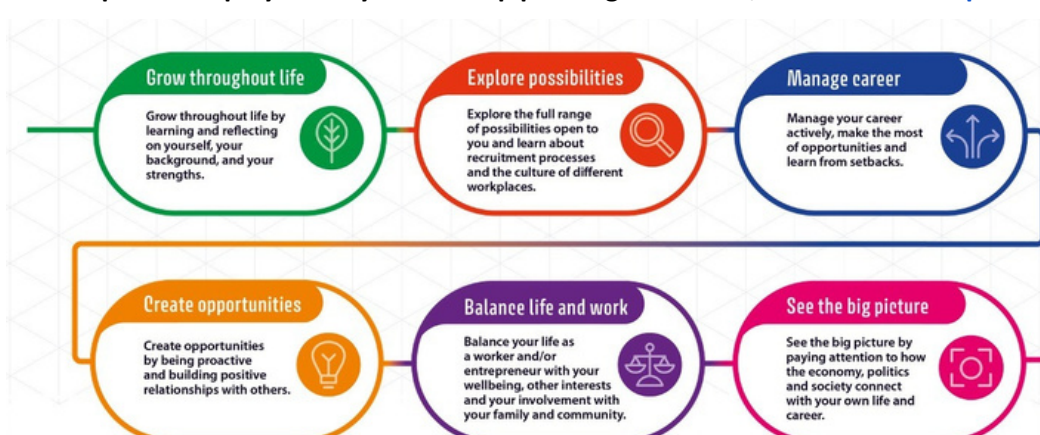 Grow throughout life
Grow throughout life by
learning and reflecting
on yourself, your
background, and your
strengths.
Explore possibilities
Explore the full range
of possibilities open to
you and learn about
recruitment processes
and the culture of different
workplaces.
Manage career
Manage your career
actively, make the most
of opportunities and
learn from setbacks.
Create opportunities
Create opportunities
by being proactive
and building positive
relationships with others.
Balance life and work
Balance your life as
a worker and/or
entrepreneur with your
wellbeing, other interests
and your involvement with
your family and community.
See the big picture
See the big picture by
paying attention to how
the economy, politics
and society connect
with your own life and
career.